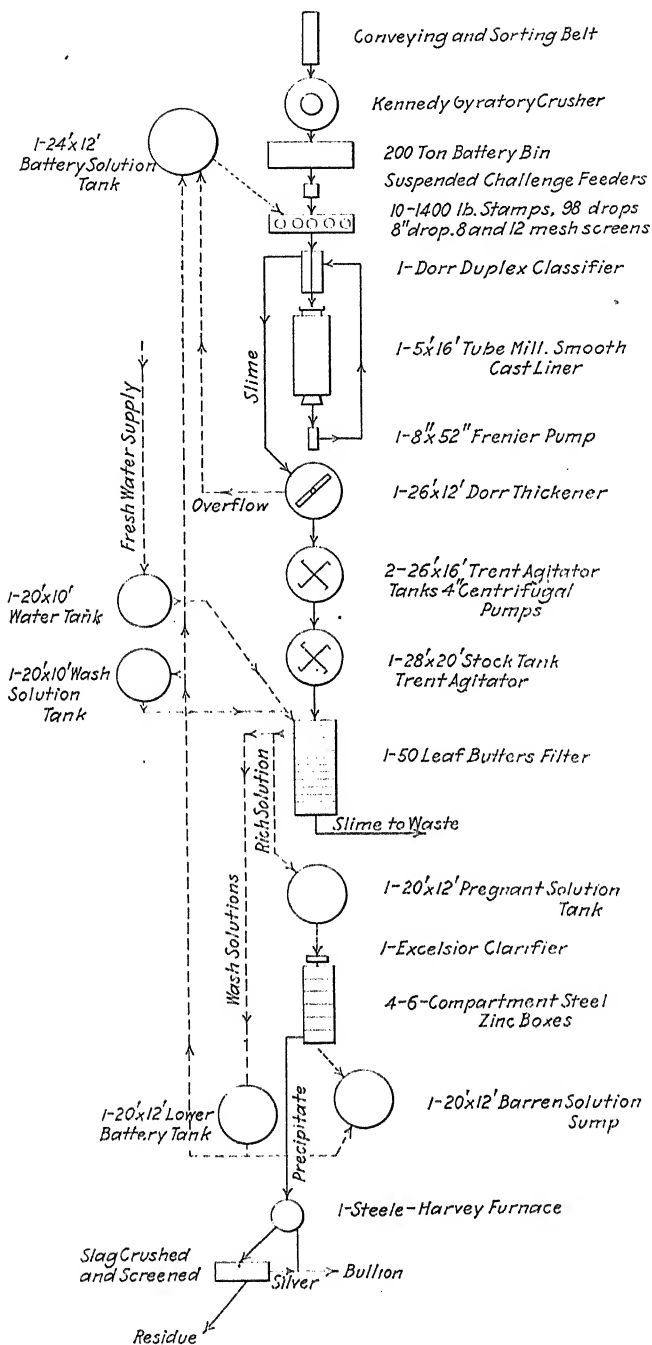 Conveying and Sorting Belt
Kennedy Gyratory Crusher
1-24'x12'
Battery Solution
Tank
200 Ton Battery Bin
Suspended Challenge Feeders
10-1400 lb. Stamps, 98 drops
8"drop. 8 and 12 mesh screens
1-Dorr Duplex Classifier
Slime
1-5'x16' Tube Mill. Smooth
Cast Liner
Fresh Water Supply
1-8"x52" Frenier Pump
1-26'x12' Dorr Thickener
Overflow
2-26'x16' Trent Agitator
Tanks 4" Centrifugal
Pumps
1-20'x10'
Water Tank
1-28'x20' Stock Tank
Trent Agitator
1-20'x10' Wash
Solution
Tank
1-50 Leaf Butters Filter
Rich Solution
Slime to Waste
Wash Solutions
1-20'x12' Pregnant Solution
Tank
1-Excelsior Clarifier
4-6-Compartment Steel
Zinc Boxes
1-20'x12' Lower
Battery Tank
1-20'x12' Barren Solution
Sump
Precipitate
1-Steele-Harvey Furnace
Slag Crushed
and Screened
Silver
Bullion
Residue